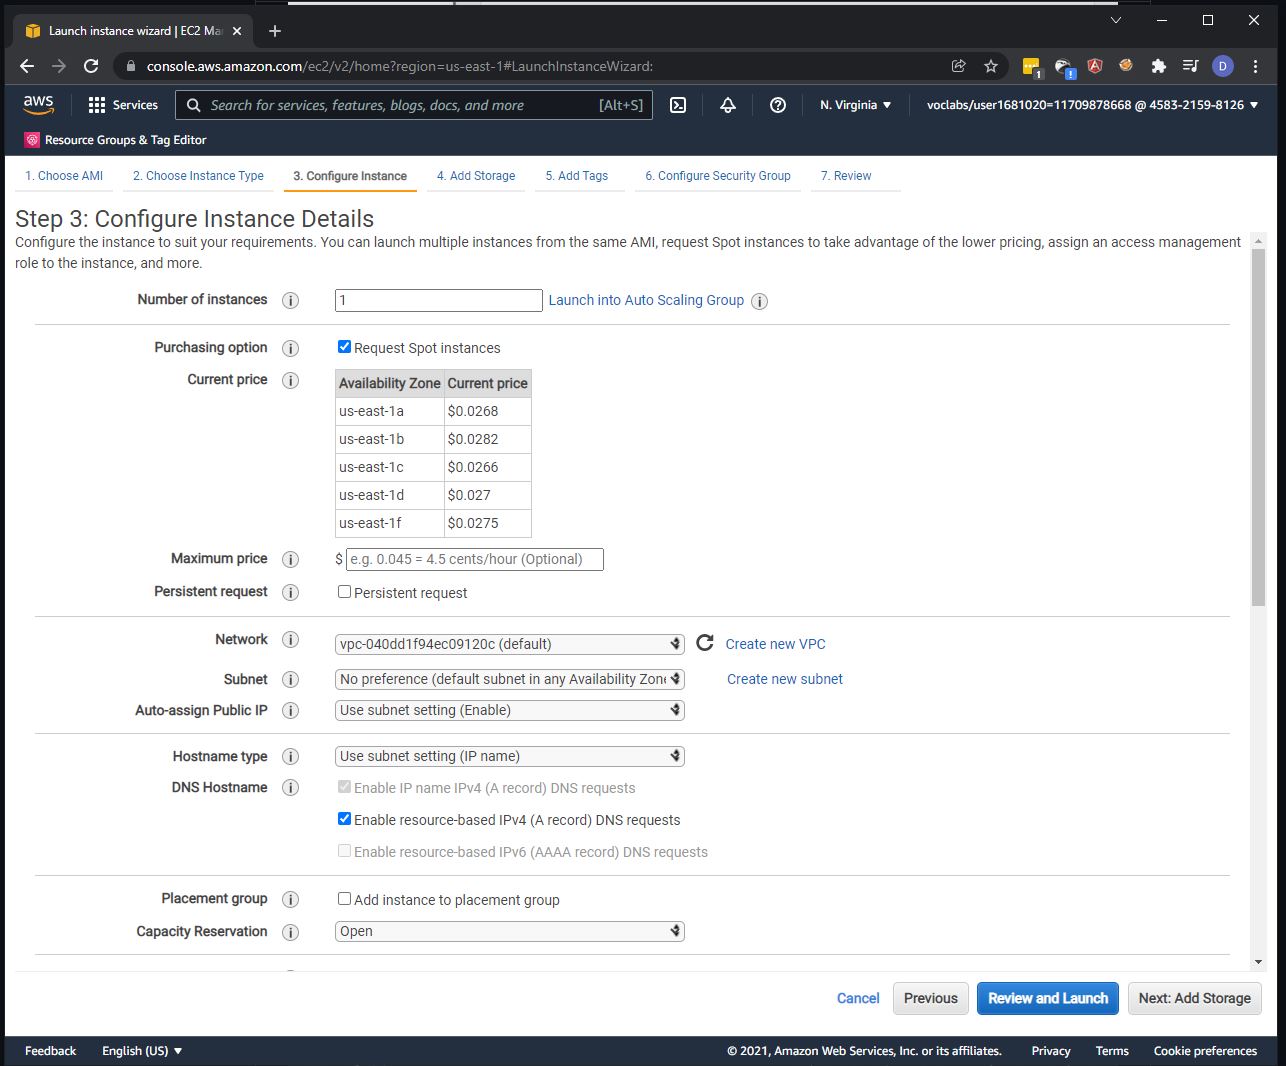 Launch instance wizard | EC2 Ma
console.aws.amazon.com/ec2/v2/home?region=us-east-1#LaunchInstanceWizard:
1
D
aws
Services
Search for services, features, blogs, docs, and more [Alt+S]
N. Virginia
voclabs/user1681020=11709878668 @ 4583-2159-8126
Resource Groups & Tag Editor
1. Choose AMI
2. Choose Instance Type
3. Configure Instance
4. Add Storage
5. Add Tags
6. Configure Security Group
7. Review
Step 3: Configure Instance Details
Configure the instance to suit your requirements. You can launch multiple instances from the same AMI, request Spot instances to take advantage of the lower pricing, assign an access management
role to the instance, and more.
Number of instances
1
Launch into Auto Scaling Group
Purchasing option
Request Spot instances
Current price
Availability Zone Current price
us-east-1a $0.0268
us-east-1b $0.0282
us-east-1c $0.0266
us-east-1d $0.027
us-east-1f $0.0275
Maximum price
$ e.g. 0.045 = 4.5 cents/hour (Optional)
Persistent request
Persistent request
Network
vpc-040dd1f94ec09120c (default)
Create new VPC
Subnet
No preference (default subnet in any Availability Zone
Create new subnet
Auto-assign Public IP
Use subnet setting (Enable)
Hostname type
Use subnet setting (IP name)
DNS Hostname
Enable IP name IPv4 (A record) DNS requests
Enable resource-based IPv4 (A record) DNS requests
Enable resource-based IPv6 (AAAA record) DNS requests
Placement group
Add instance to placement group
Capacity Reservation
Open
Cancel
Previous
Review and Launch
Next: Add Storage
Feedback
English (US)
© 2021, Amazon Web Services, Inc. or its affiliates.
Privacy
Terms
Cookie preferences